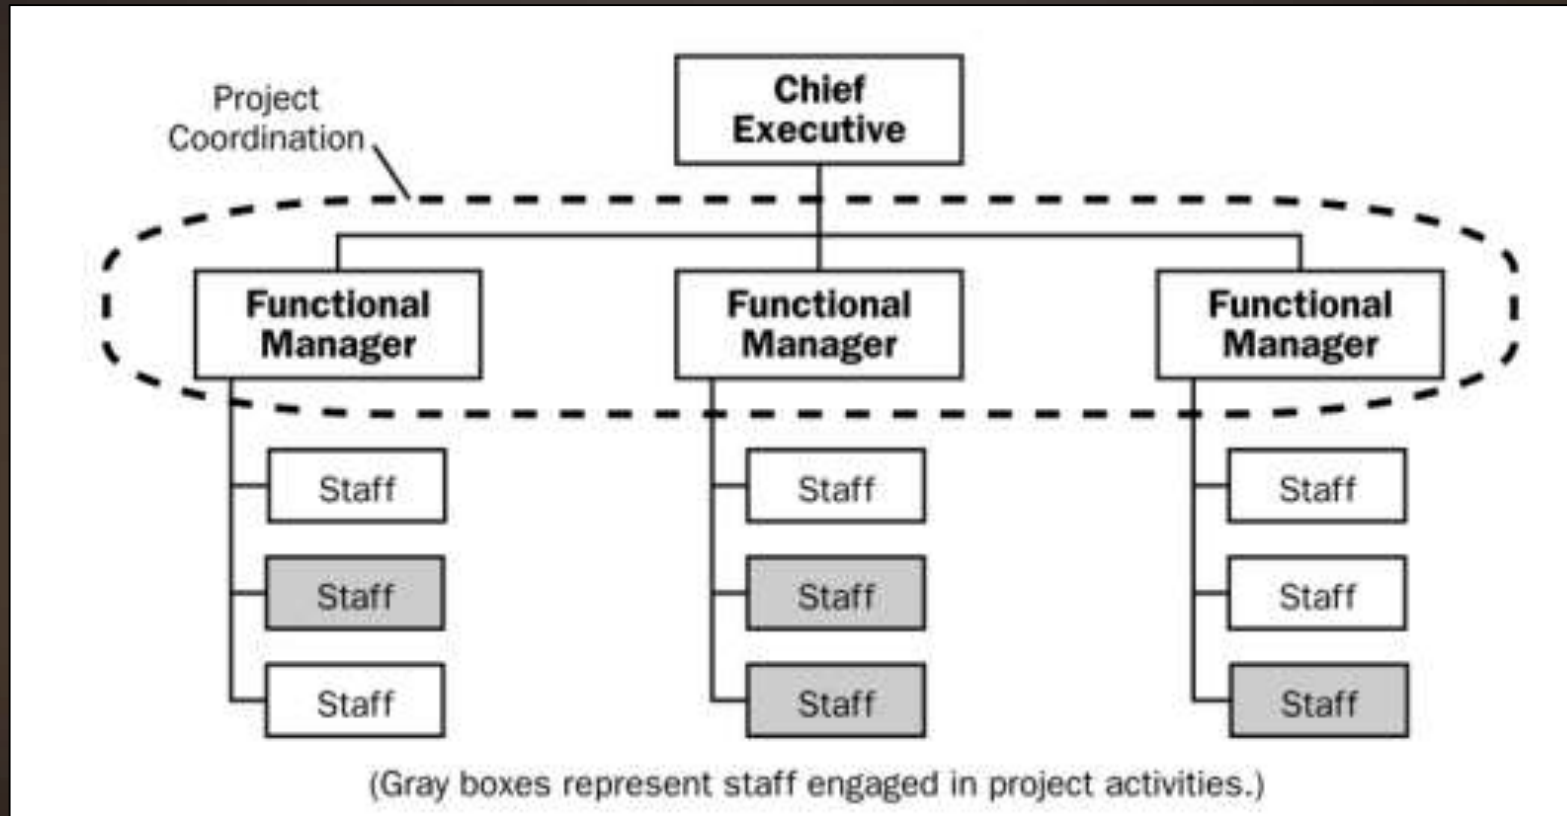 Project
Coordination
Chief
Executive
Functional
Manager
Functional
Manager
Functional
Manager
Staff
Staff
Staff
Staff
Staff
Staff
Staff
Staff
Staff
(Gray boxes represent staff engaged in project activities.)